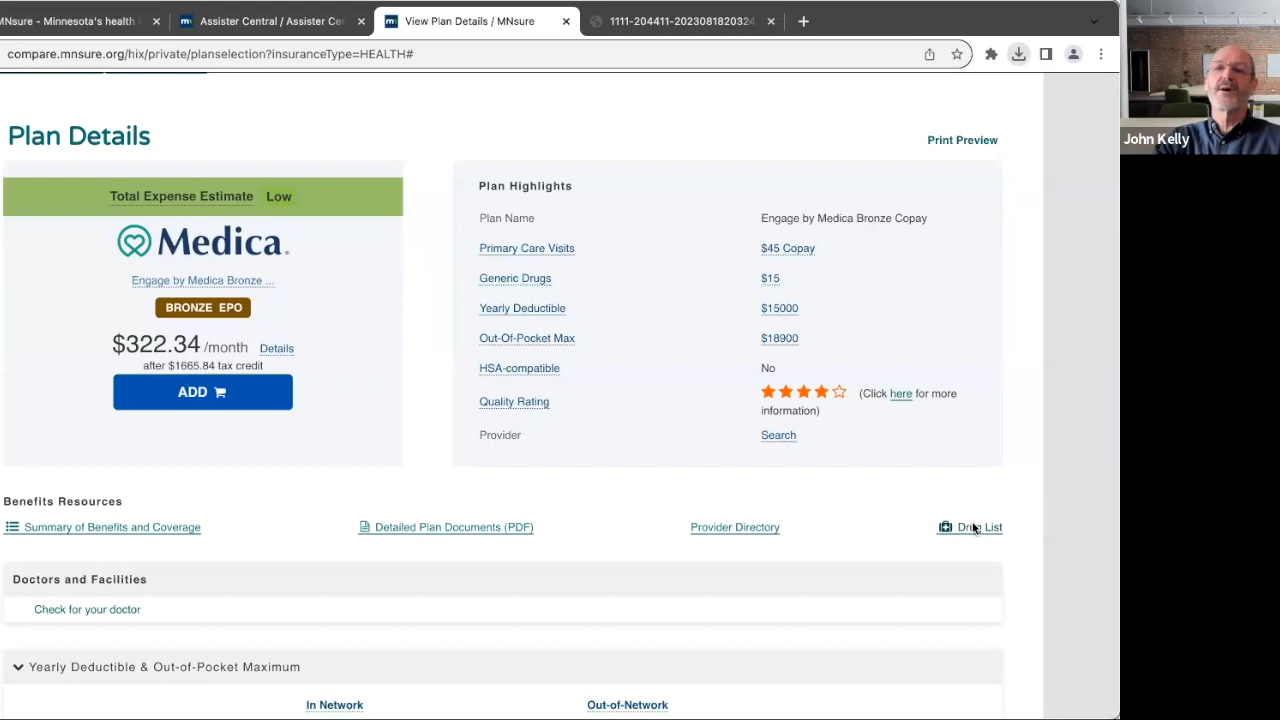 MNsure - Minnesota's health i
Assister Central / Assister Cen
View Plan Details / MNsure
1111-204411-2023081820324
compare.mnsure.org/hix/private/planselection?insuranceType=HEALTH#
John Kelly
Plan Details
Print Preview
Total Expense Estimate Low
Medica®
Engage by Medica Bronze ...
BRONZE EPO
$322.34 /month Details
after $1665.84 tax credit
ADD
Plan Highlights
Plan Name Engage by Medica Bronze Copay
Primary Care Visits $45 Copay
Generic Drugs $15
Yearly Deductible $15000
Out-Of-Pocket Max $18900
HSA-compatible No
Quality Rating (Click here for more
information)
Provider Search
Benefits Resources
Summary of Benefits and Coverage Detailed Plan Documents (PDF) Provider Directory Drug List
Doctors and Facilities
Check for your doctor
Yearly Deductible & Out-of-Pocket Maximum
In Network Out-of-Network